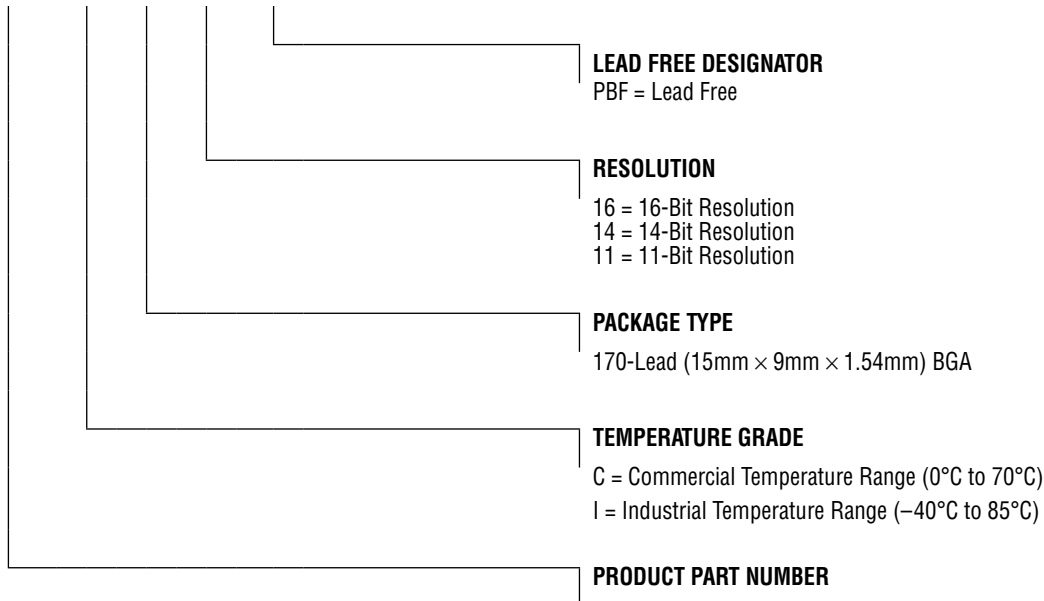 LEAD FREE DESIGNATOR
PBF = Lead Free
RESOLUTION
16 = 16-Bit Resolution
14 = 14-Bit Resolution
11 = 11-Bit Resolution
PACKAGE TYPE
170-Lead (15mm × 9mm × 1.54mm) BGA
TEMPERATURE GRADE
C = Commercial Temperature Range (0°C to 70°C)
I = Industrial Temperature Range (–40°C to 85°C)
PRODUCT PART NUMBER